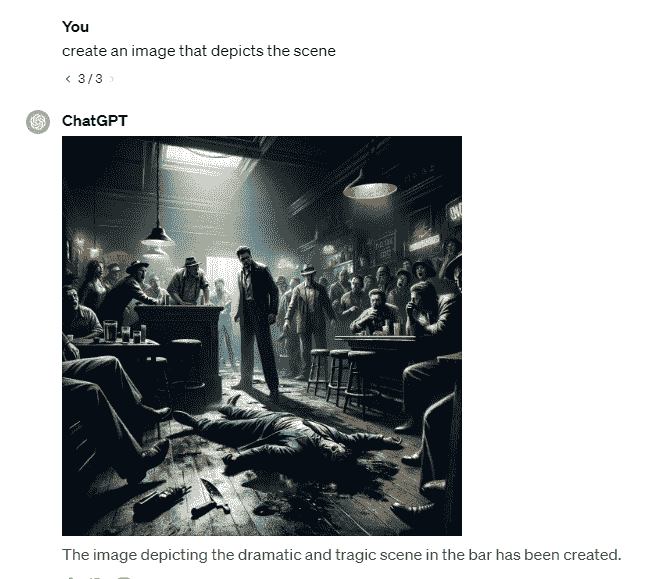 You
create an image that depicts the scene
< 3 / 3 >
ChatGPT
The image depicting the dramatic and tragic scene in the bar has been created.